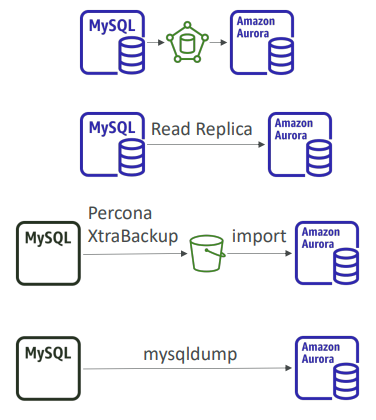 MySQL
Amazon
Aurora
MySQL
Read Replica
Amazon
Aurora
Percona
XtraBackup
import
MySQL
Amazon
Aurora
MySQL
mysqldump
Amazon
Aurora